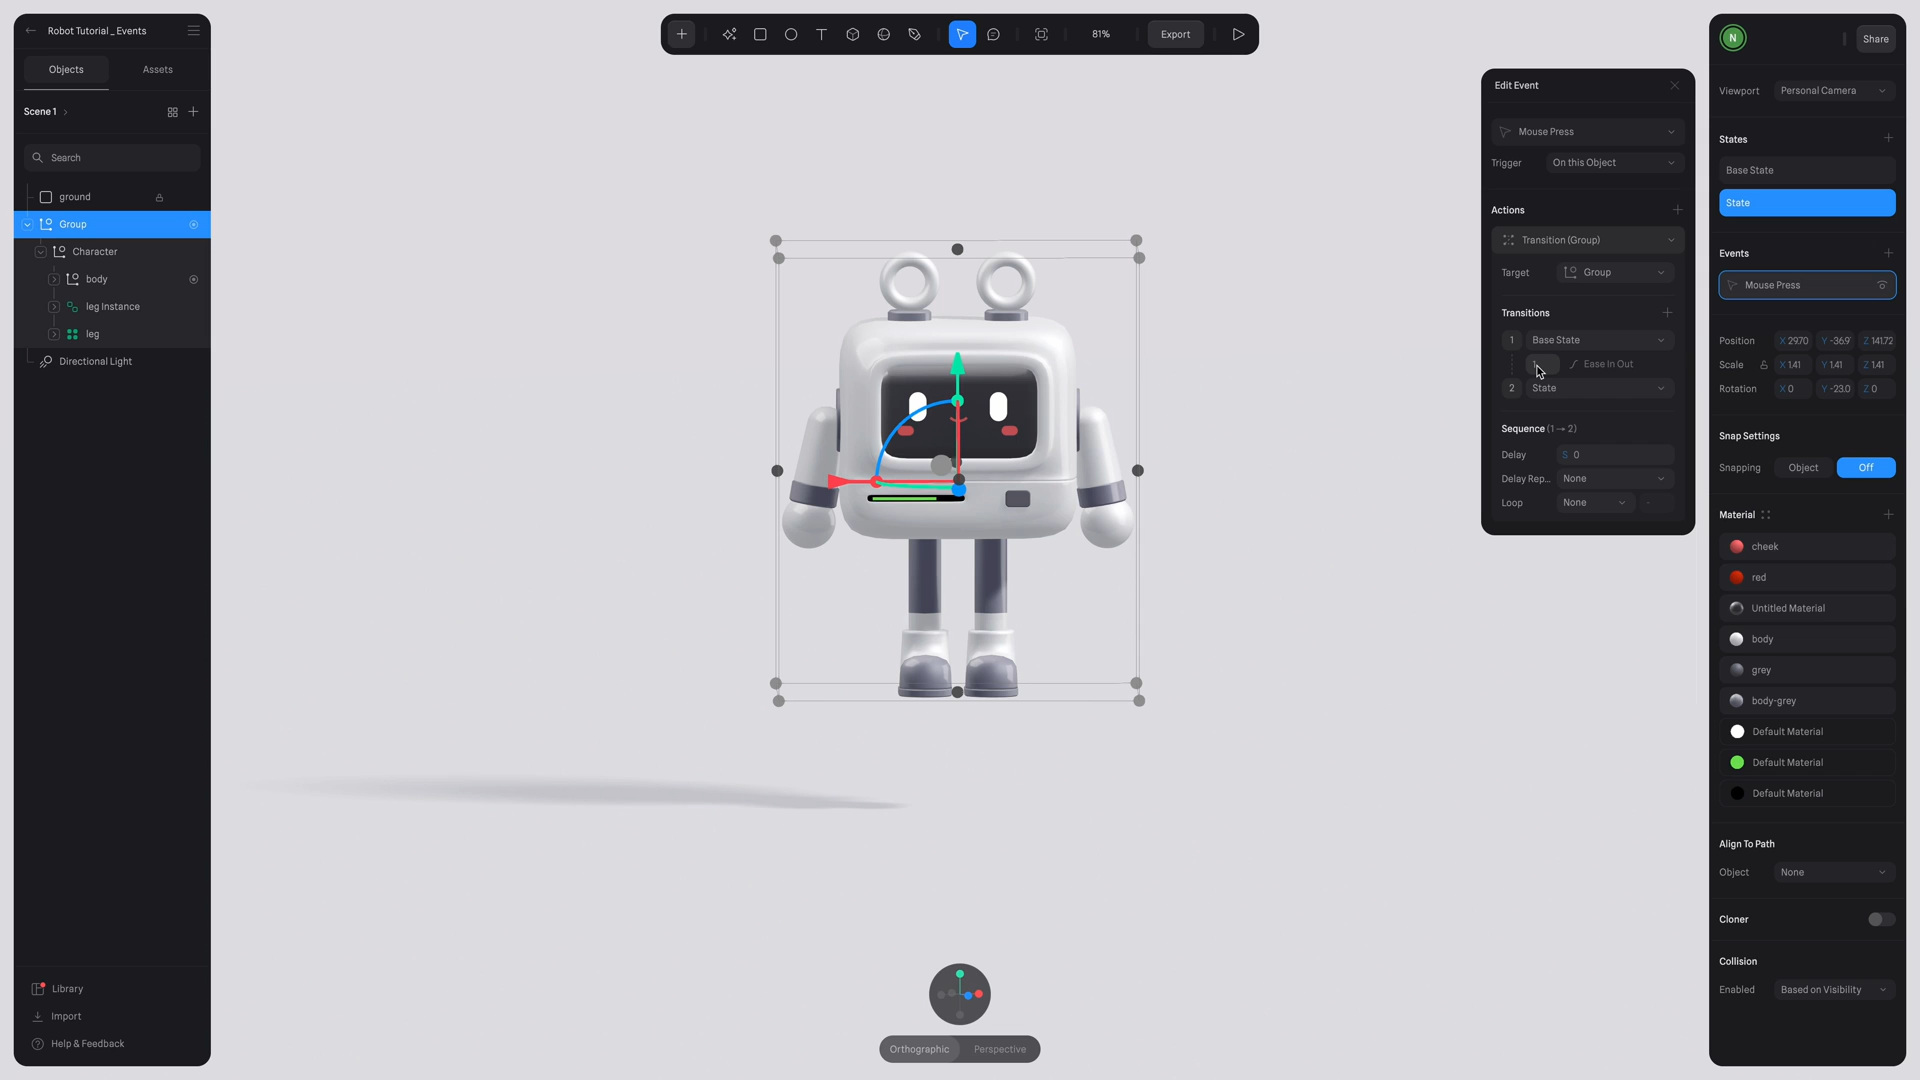 Robot Tutorial _ Events
Objects
Assets
Scene 1
Search
ground
Group
Character
body
leg Instance
leg
Directional Light
Library
Import
Help & Feedback
81%
Export
Orthographic
Perspective
Edit Event
Mouse Press
Trigger
On this Object
Actions
Transition (Group)
Target
Group
Transitions
1
Base State
1
Ease In Out
2
State
Sequence (1 → 2)
Delay
S 0
Delay Rep...
None
Loop
None
-
N
Share
Viewport
Personal Camera
States
Base State
State
Events
Mouse Press
Position
X 29.70
Y -36.9
Z 141.72
Scale
X 1.41
Y 1.41
Z 1.41
Rotation
X 0
Y -23.0
Z 0
Snap Settings
Snapping
Object
Off
Material
cheek
red
Untitled Material
body
grey
body-grey
Default Material
Default Material
Default Material
Align To Path
Object
None
Cloner
Collision
Enabled
Based on Visibility